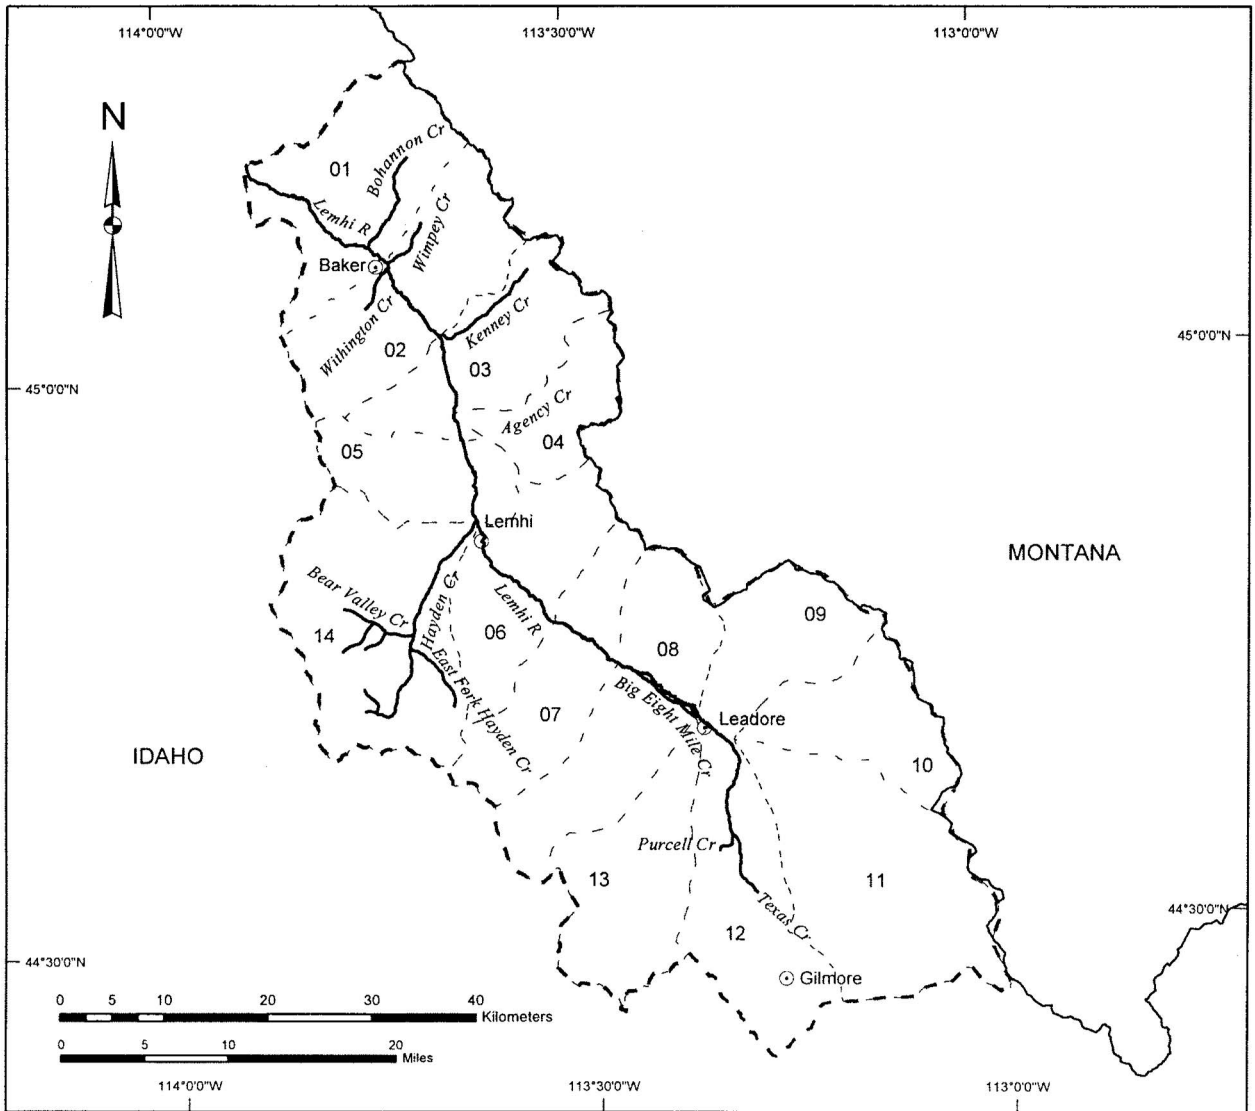 114°0'0"W
113°30'0"W
113°0'0"W
N
01
Bohannon Cr
Lemhi R
Wimpey Cr
Baker
Withington Cr
02
Kenney Cr
03
45°0'0"N
45°0'0"N
Agency Cr
04
05
Lemhi
MONTANA
Bear Valley Cr
Hayden Cr
Lemhi R
14
06
08
09
East Fork Hayden Cr
07
Big Eight Mile Cr
Leadore
IDAHO
10
Purcell Cr
13
11
Texas Cr
12
44°30'0"N
44°30'0"N
Gilmore
0 5 10 20 30 40
Kilometers
0 5 10 20
Miles
114°0'0"W
113°30'0"W
113°0'0"W